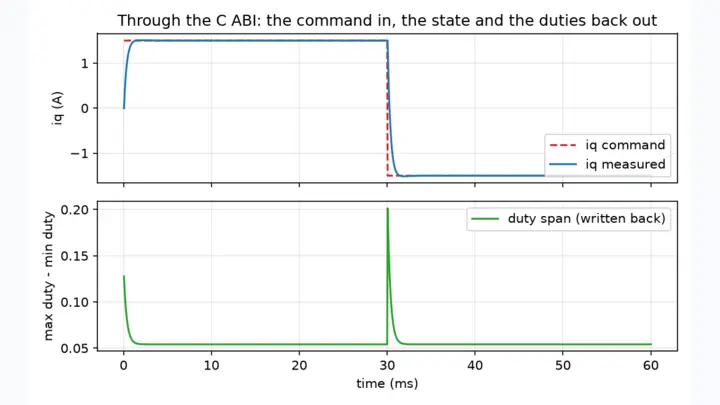 Through the C ABI: the command in, the state and the duties back out
iq (A)
1
0
−1
iq command
iq measured
max duty - min duty
0.20
0.15
0.10
0.05
duty span (written back)
0 10 20 30 40 50 60
time (ms)